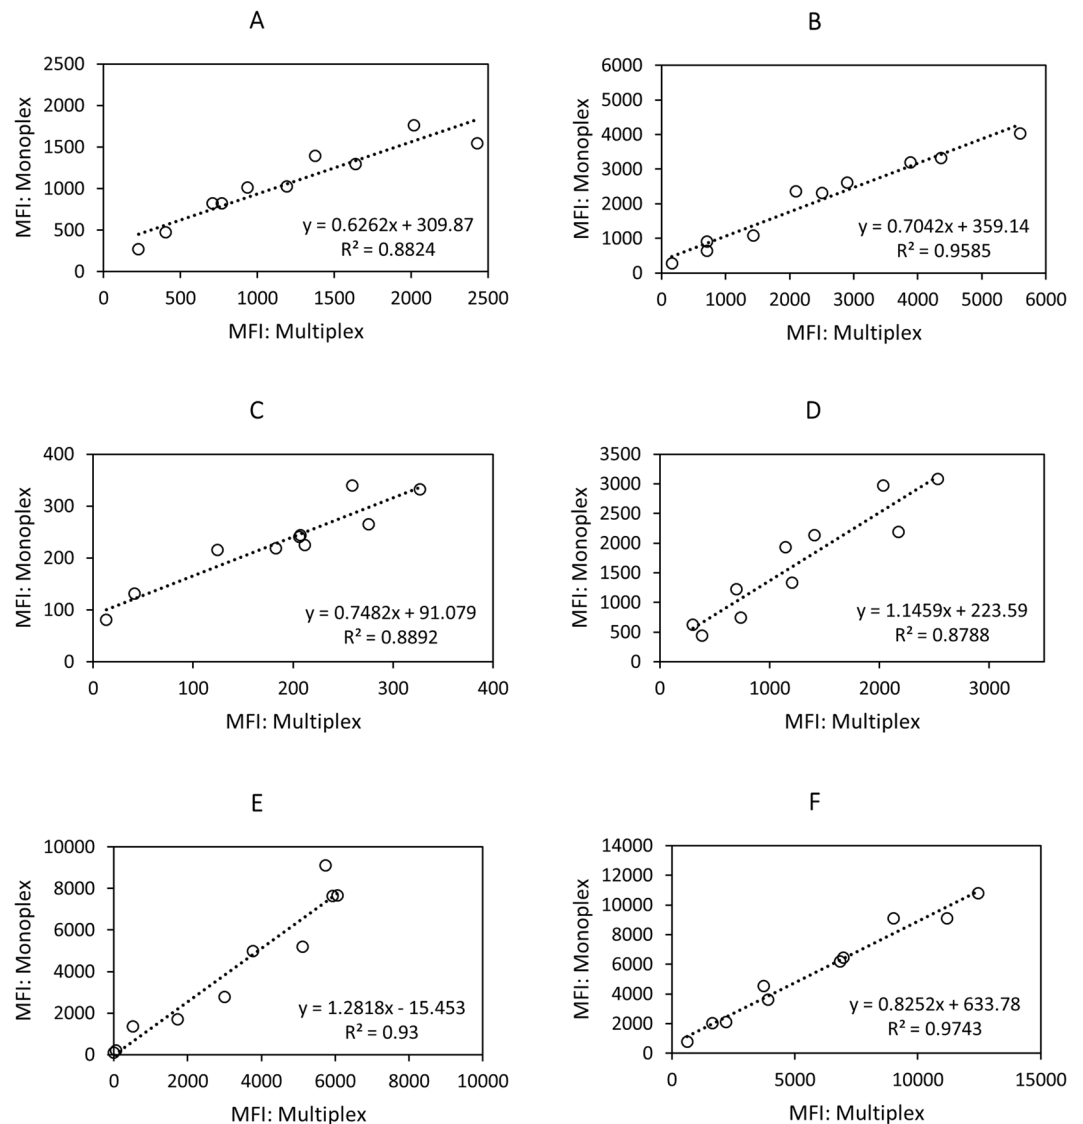 A
2500
2000
1500
1000
500
0
MFI: Monoplex
y = 0.6262x + 309.87
R² = 0.8824
0 500 1000 1500 2000 2500
MFI: Multiplex
B
6000
5000
4000
3000
2000
1000
0
MFI: Monoplex
y = 0.7042x + 359.14
R² = 0.9585
0 1000 2000 3000 4000 5000 6000
MFI: Multiplex
C
400
300
200
100
0
MFI: Monoplex
y = 0.7482x + 91.079
R² = 0.8892
0 100 200 300 400
MFI: Multiplex
D
3500
3000
2500
2000
1500
1000
500
0
MFI: Monoplex
y = 1.1459x + 223.59
R² = 0.8788
0 1000 2000 3000
MFI: Multiplex
E
10000
8000
6000
4000
2000
0
MFI: Monoplex
y = 1.2818x - 15.453
R² = 0.93
0 2000 4000 6000 8000 10000
MFI: Multiplex
F
14000
12000
10000
8000
6000
4000
2000
0
MFI: Monoplex
y = 0.8252x + 633.78
R² = 0.9743
0 5000 10000 15000
MFI: Multiplex